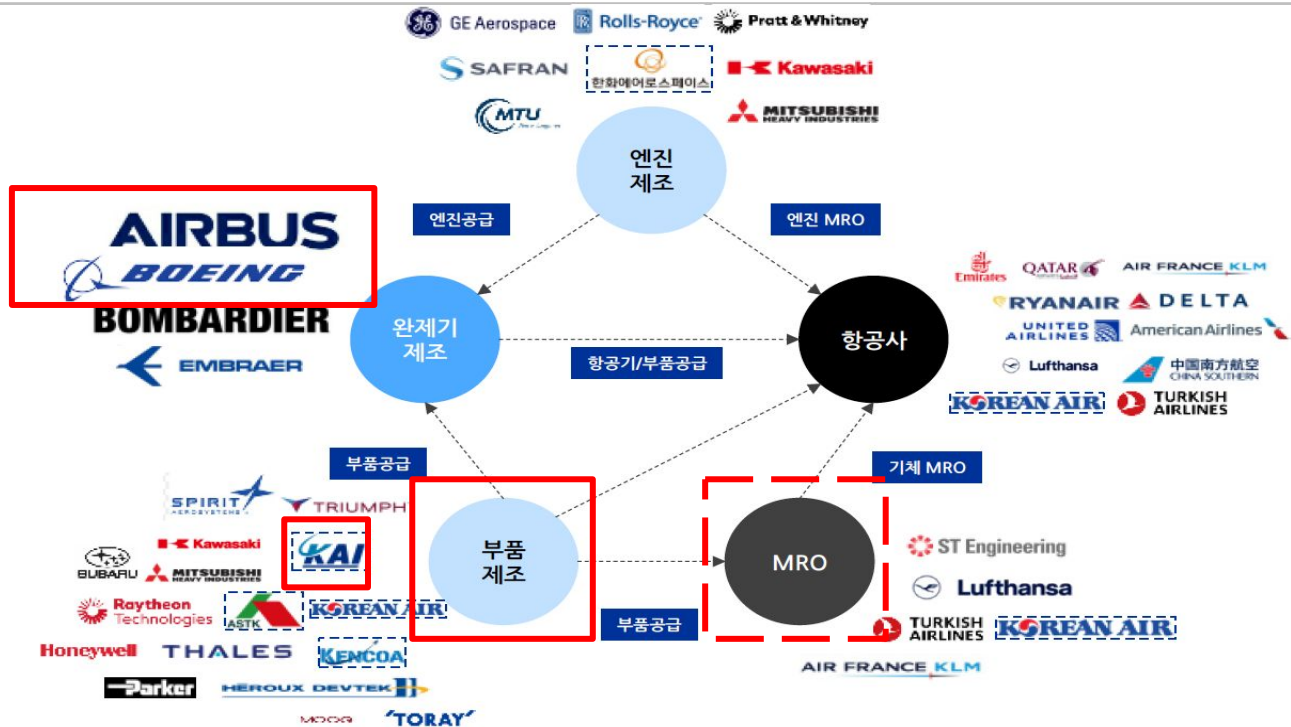 GE Aerospace
Rolls-Royce
Pratt & Whitney
SAFRAN
한화에어로스페이스
Kawasaki
MTU
MITSUBISHI
HEAVY INDUSTRIES
엔진
제조
엔진공급
엔진 MRO
AIRBUS
BOEING
BOMBARDIER
EMBRAER
완제기
제조
항공기/부품공급
항공사
Emirates
QATAR
AIR FRANCE KLM
RYANAIR
DELTA
UNITED
AIRLINES
American Airlines
Lufthansa
中国南方航空
CHINA SOUTHERN
KOREAN AIR
TURKISH
AIRLINES
부품공급
기체 MRO
SPIRIT
AEROSYSTEMS
TRIUMPH
Kawasaki
KAI
SUBARU
MITSUBISHI
HEAVY INDUSTRIES
Raytheon
Technologies
ASTK
KOREAN AIR
Honeywell
THALES
KENCOA
Parker
HÉROUX DEVTEK
MOOG
'TORAY'
부품
제조
부품공급
MRO
ST Engineering
Lufthansa
TURKISH
AIRLINES
KOREAN AIR
AIR FRANCE KLM